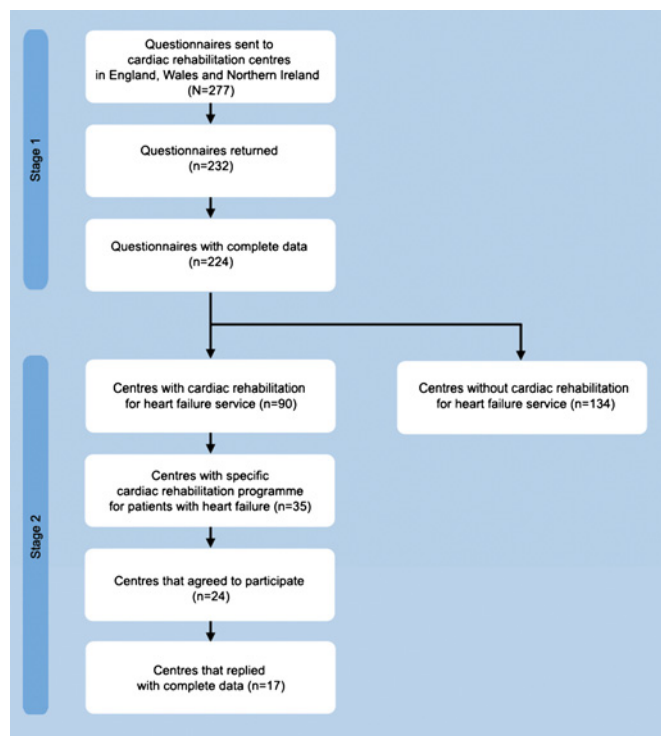 Stage 1
Questionnaires sent to
cardiac rehabilitation centres
in England, Wales and Northern Ireland
(N=277)
Questionnaires returned
(n=232)
Questionnaires with complete data
(n=224)
Stage 2
Centres with cardiac rehabilitation
for heart failure service (n=90)
Centres without cardiac rehabilitation
for heart failure service (n=134)
Centres with specific
cardiac rehabilitation programme
for patients with heart failure (n=35)
Centres that agreed to participate
(n=24)
Centres that replied
with complete data (n=17)